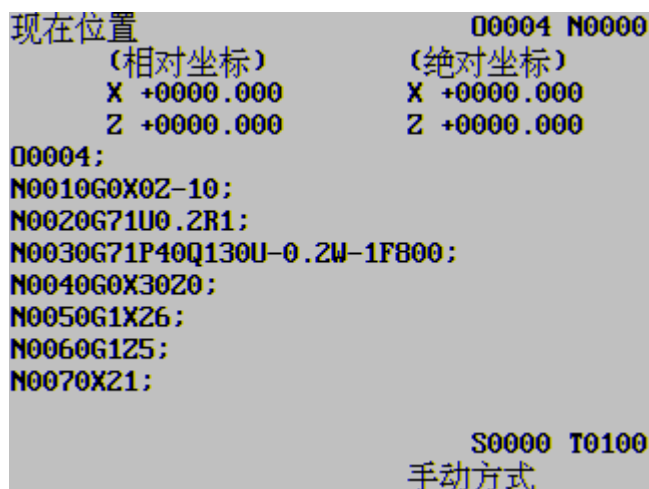 现在位置 O0004 N0000
(相对坐标) (绝对坐标)
X +0000.000 X +0000.000
Z +0000.000 Z +0000.000
O0004;
N0010G0X0Z-10;
N0020G71U0.2R1;
N0030G71P40Q130U-0.2W-1F800;
N0040G0X30Z0;
N0050G1X26;
N0060G1Z5;
N0070X21;
S0000 T0100
手动方式